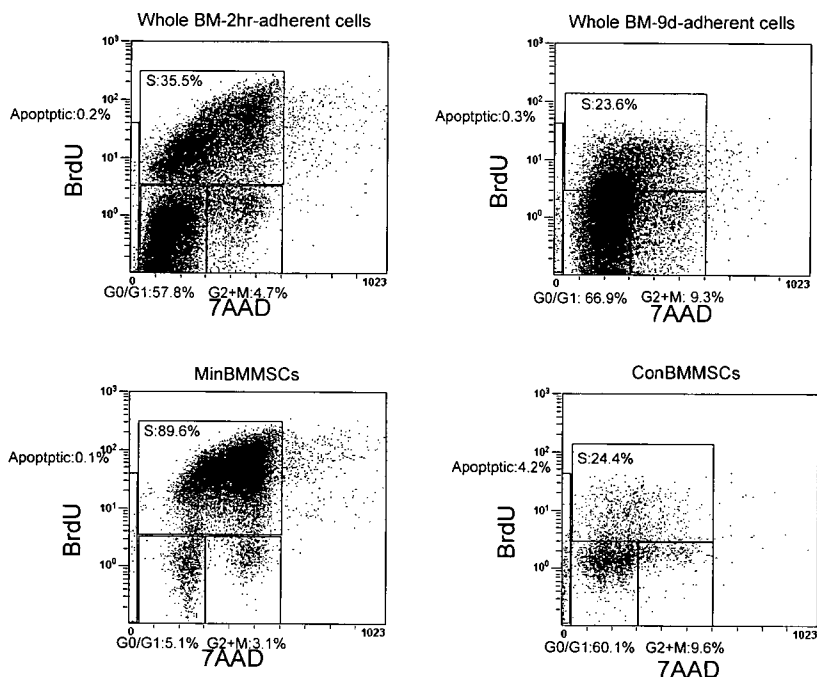 Whole BM-2hr-adherent cells
10³
S:35.5%
10²
Apoptptic:0.2%
10¹
BrdU
10⁰
0
1023
G0/G1:57.8% G2+M:4.7%
7AAD
Whole BM-9d-adherent cells
10³
10²
S:23.6%
Apoptptic:0.3%
10¹
BrdU
10⁰
0
1023
G0/G1: 66.9% G2+M: 9.3%
7AAD
MinBMMSCs
10³
S:89.6%
10²
Apoptptic:0.1%
10¹
BrdU
10⁰
0
1023
G0/G1:5.1% G2+M:3.1%
7AAD
ConBMMSCs
10³
10²
S:24.4%
Apoptptic:4.2%
10¹
BrdU
10⁰
0
1023
G0/G1:60.1% G2+M:9.6%
7AAD